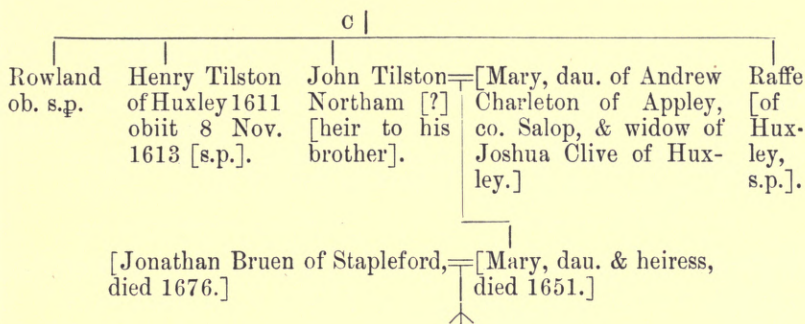 C
Rowland
ob. s.p.
Henry Tilston
of Huxley 1611
obiit 8 Nov.
1613 [s.p.].
John Tilston
Northam [?]
[heir to his
brother].
[Mary, dau. of Andrew
Charleton of Appley,
co. Salop, & widow of
Joshua Clive of Hux-
ley.]
Raffe
[of
Hux-
ley,
s.p.].
[Jonathan Bruen of Stapleford,
died 1676.]
[Mary, dau. & heiress,
died 1651.]